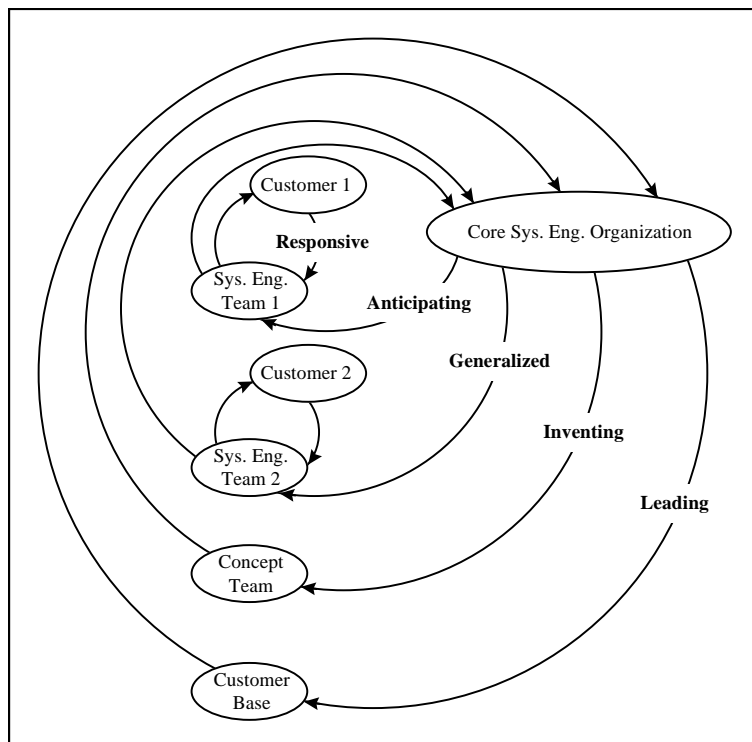 Customer 1
Core Sys. Eng. Organization
Responsive
Sys. Eng.
Team 1
Anticipating
Customer 2
Generalized
Sys. Eng.
Team 2
Inventing
Leading
Concept
Team
Customer
Base